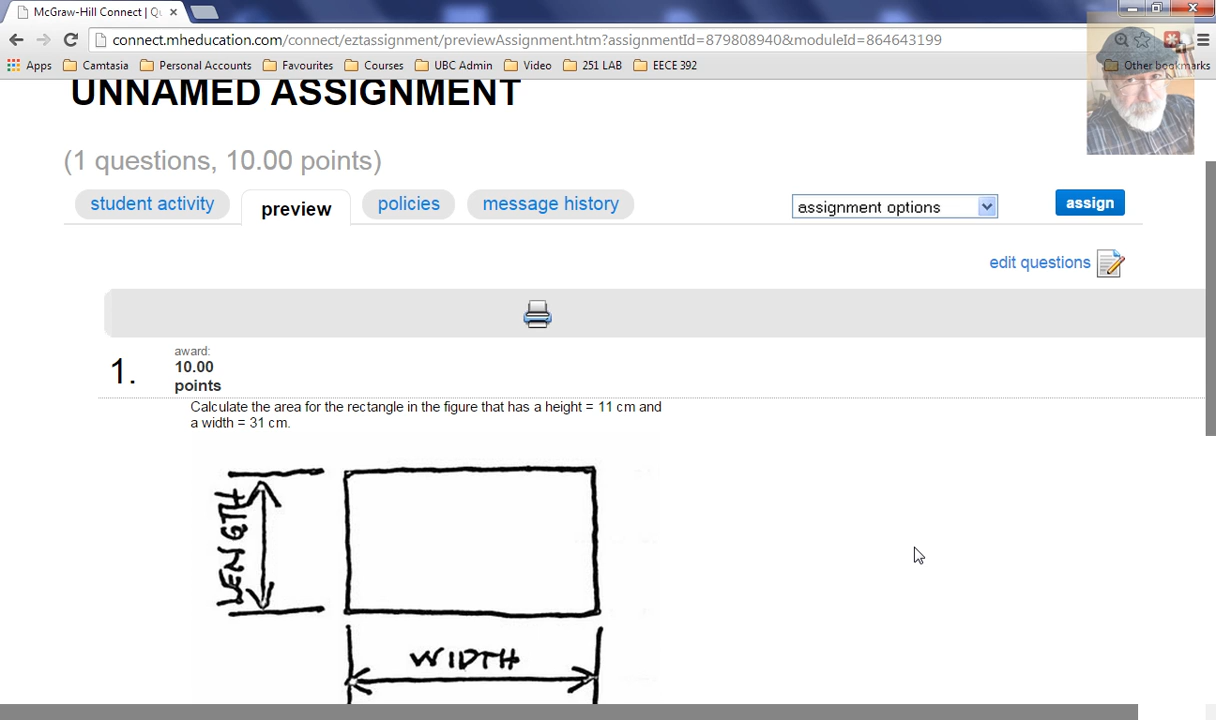 McGraw-Hill Connect | Qu
connect.mheducation.com/connect/eztassignment/previewAssignment.htm?assignmentId=879808940&moduleId=864643199
Apps Camtasia Personal Accounts Favourites Courses UBC Admin Video 251 LAB EECE 392 Other bookmarks
UNNAMED ASSIGNMENT
(1 questions, 10.00 points)
student activity preview policies message history assignment options assign
edit questions
1.
award:
10.00
points
Calculate the area for the rectangle in the figure that has a height = 11 cm and
a width = 31 cm.
LENGTH
WIDTH